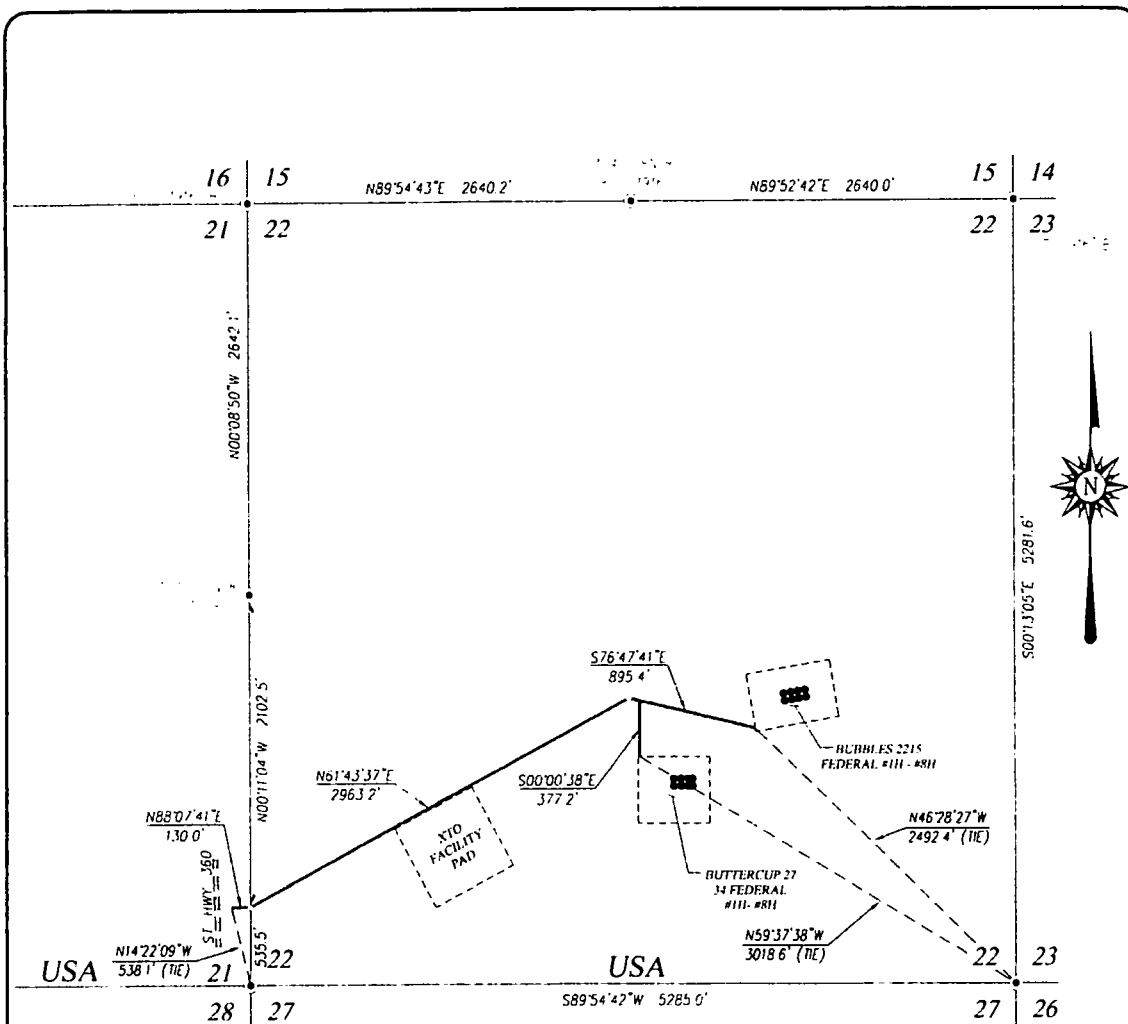 16 15
N89°54'43"E 2640.2'
N89°52'42"E 2640 0'
15 14
21 22
22 23
N00°08'50"W 2642.1'
S00°13'05"E 5281.6'
N
N00°11'04"W 2102.5'
S76°47'41"E
895 4'
BUBBLES 2215
FEDERAL #1H - #8H
N61°43'37"E
2963 2'
S00°00'38"E
377 2'
XTO
FACILITY
PAD
N88°07'41"E
130 0'
ST HWY 360
N46°28'27"W
2492 4' (TIE)
BUTTERCUP 27
34 FEDERAL
#1H- #8H
N59°37'38"W
3018 6' (TIE)
N14°22'09"W
538 1' (TIE)
535.5'
22
22 23
USA 21
USA
28 27
S89°54'42"W 5285 0'
27 26